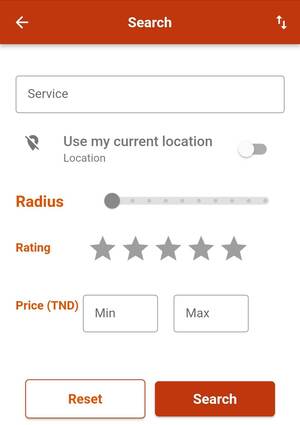 Search
Service
Use my current location
Location
Radius
Rating
Price (TND)
Min
Max
Reset
Search